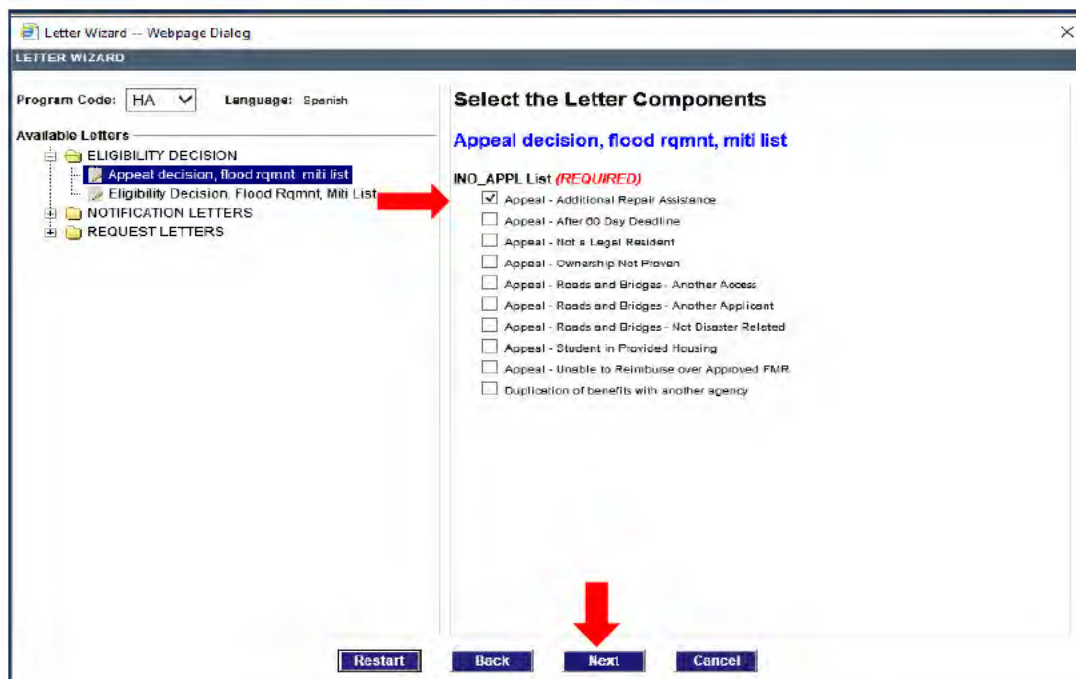 Letter Wizard -- Webpage Dialog
LETTER WIZARD
Program Code: HA Language: Spanish
Available Letters
ELIGIBILITY DECISION
Appeal decision, flood rqmnt, miti list
Eligibility Decision, Flood Rqmnt, Miti List
NOTIFICATION LETTERS
REQUEST LETTERS
Select the Letter Components
Appeal decision, flood rqmnt, miti list
INO_APPL List (REQUIRED)
Appeal - Additional Repair Assistance
Appeal - After 60 Day Deadline
Appeal - Not a Legal Resident
Appeal - Ownership Not Proven
Appeal - Roads and Bridges - Another Access
Appeal - Roads and Bridges - Another Applicant
Appeal - Roads and Bridges - Not Disaster Related
Appeal - Student in Provided Housing
Appeal - Unable to Reimburse over Approved FMR
Duplication of benefits with another agency
Restart Back Next Cancel